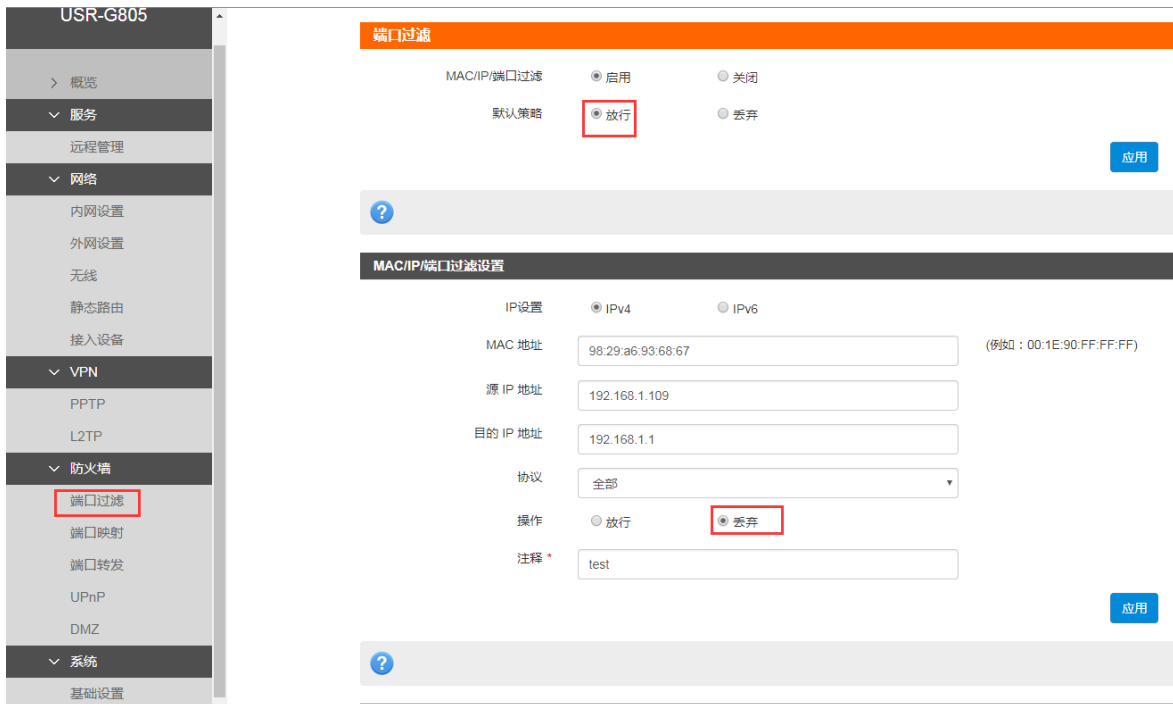 USR-G805
概览
服务
远程管理
网络
内网设置
外网设置
无线
静态路由
接入设备
VPN
PPTP
L2TP
防火墙
端口过滤
端口映射
端口转发
UPnP
DMZ
系统
基础设置
端口过滤
MAC/IP/端口过滤 启用 关闭
默认策略 放行 丢弃
应用
?
MAC/IP/端口过滤设置
IP设置 IPv4 IPv6
MAC 地址 98:29:a6:93:68:67 (例如：00:1E:90:FF:FF:FF)
源 IP 地址 192.168.1.109
目的 IP 地址 192.168.1.1
协议 全部
操作 放行 丢弃
注释 * test
应用
?